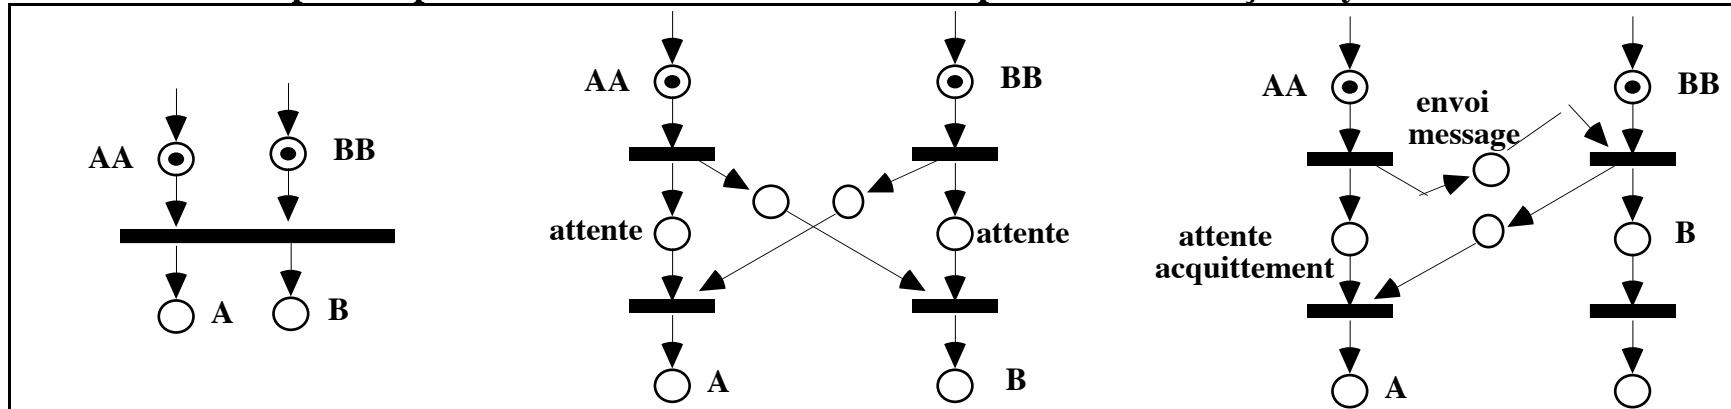 AA
BB
A
B
AA
BB
attente
attente
A
B
AA
BB
envoi
message
attente
acquittement
B
A